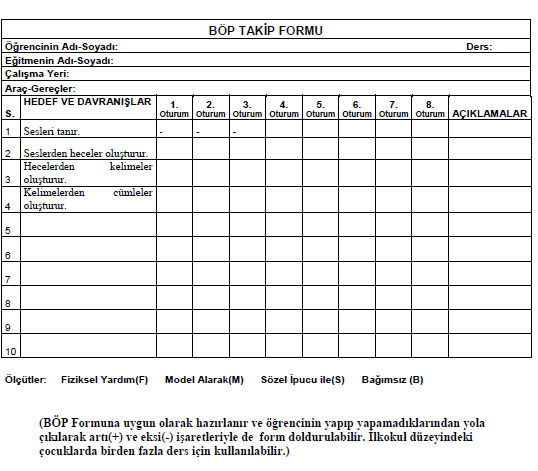 BÖP TAKİP FORMU
Öğrencinin Adı-Soyadı: Ders:
Eğitmenin Adı-Soyadı:
Çalışma Yeri:
Araç-Gereçler:
S. HEDEF VE DAVRANIŞLAR 1. Oturum 2. Oturum 3. Oturum 4. Oturum 5. Oturum 6. Oturum 7. Oturum 8. Oturum AÇIKLAMALAR
1 Sesleri tanır. - - -
2 Seslerden heceler oluşturur.
3 Hecelerden kelimeler oluşturur.
4 Kelimelerden cümleler oluşturur.
5
6
7
8
9
10
Ölçütler: Fiziksel Yardım(F) Model Alarak(M) Sözel İpucu ile(S) Bağımsız (B)
(BÖP Formuna uygun olarak hazırlanır ve öğrencinin yapıp yapamadıklarından yola
çıkılarak artı(+) ve eksi(-) işaretleriyle de form doldurulabilir. İlkokul düzeyindeki
çocuklarda birden fazla ders için kullanılabilir.)